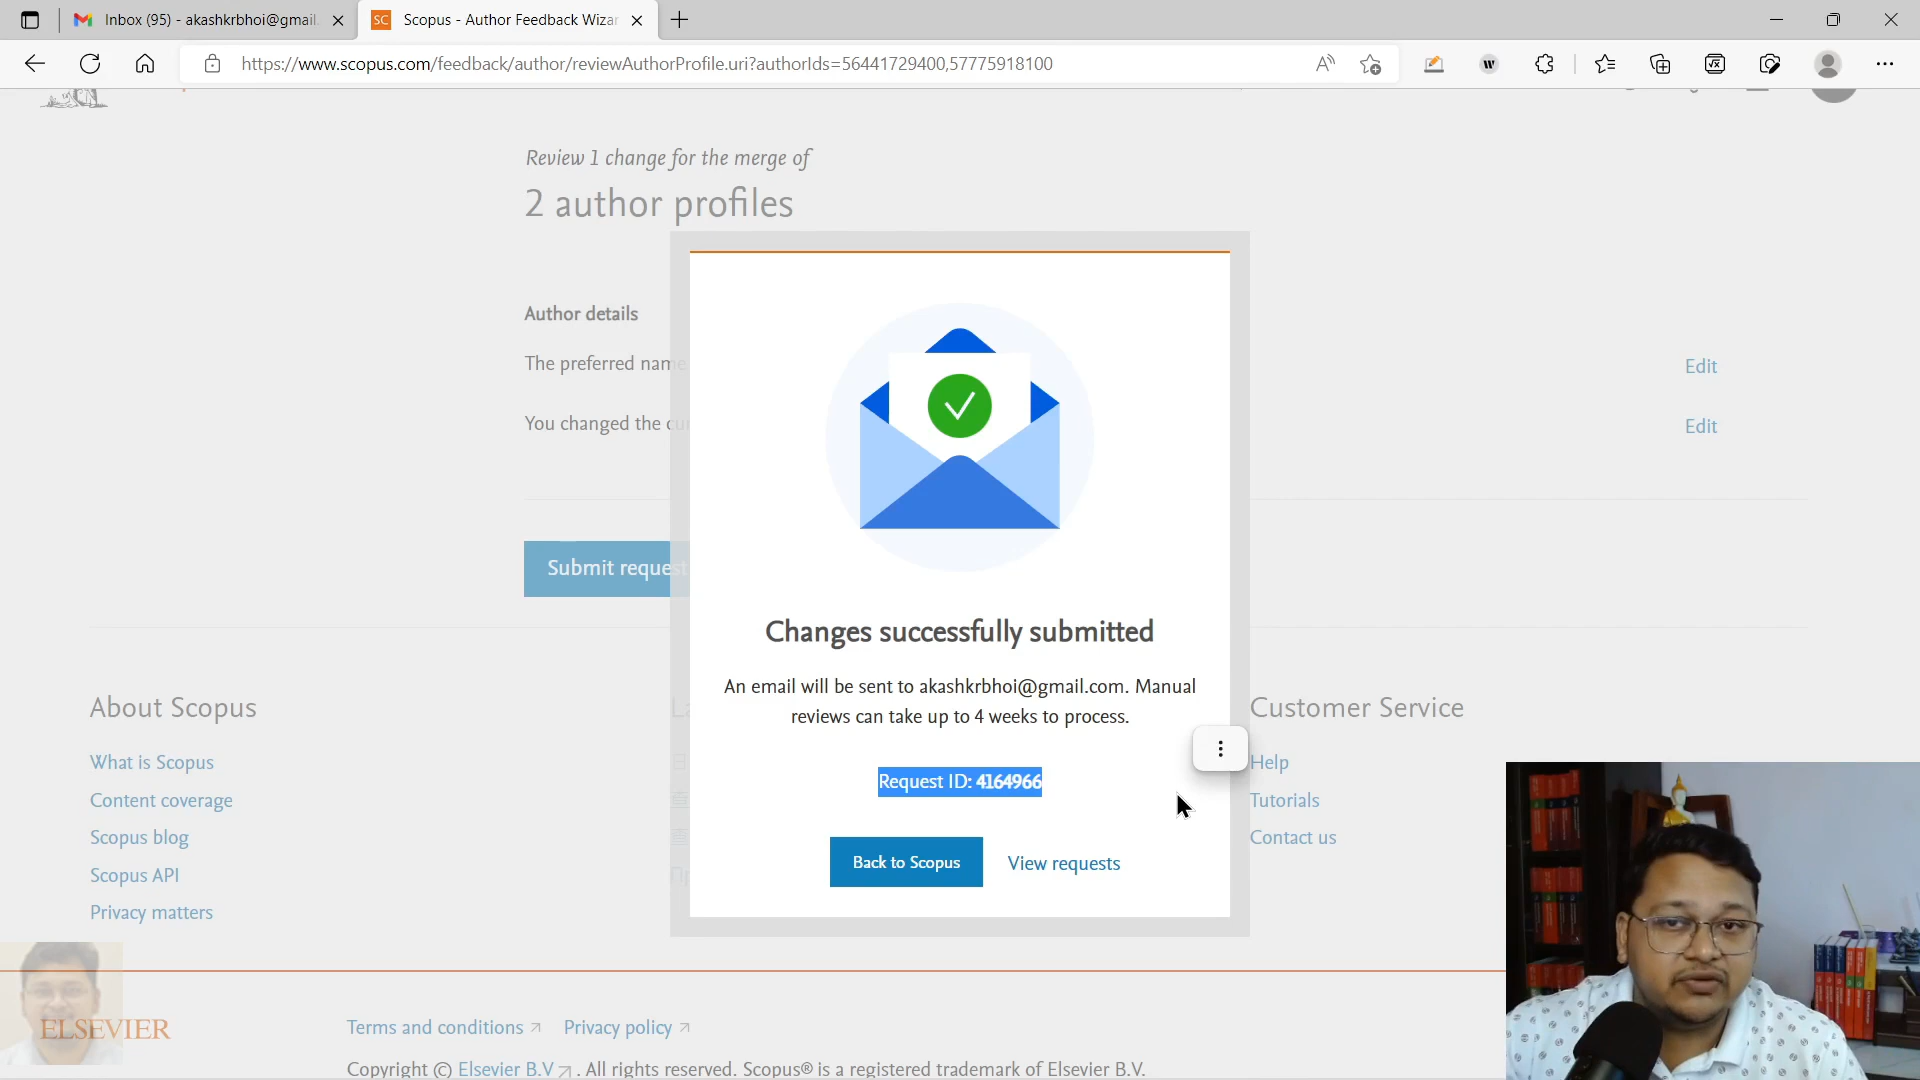 Inbox (95) - akashkrbhoi@gmail.
SC
Scopus - Author Feedback Wizar
https://www.scopus.com/feedback/author/reviewAuthorProfile.uri?authorIds=56441729400,57775918100
Review 1 change for the merge of
2 author profiles
Author details
The preferred name
Edit
You changed the cur
Edit
Submit request
Changes successfully submitted
An email will be sent to akashkrbhoi@gmail.com. Manual
reviews can take up to 4 weeks to process.
Request ID: 4164966
Back to Scopus
View requests
About Scopus
What is Scopus
Content coverage
Scopus blog
Scopus API
Privacy matters
Customer Service
Help
Tutorials
Contact us
ELSEVIER
Terms and conditions
Privacy policy
Copyright © Elsevier B.V. All rights reserved. Scopus® is a registered trademark of Elsevier B.V.